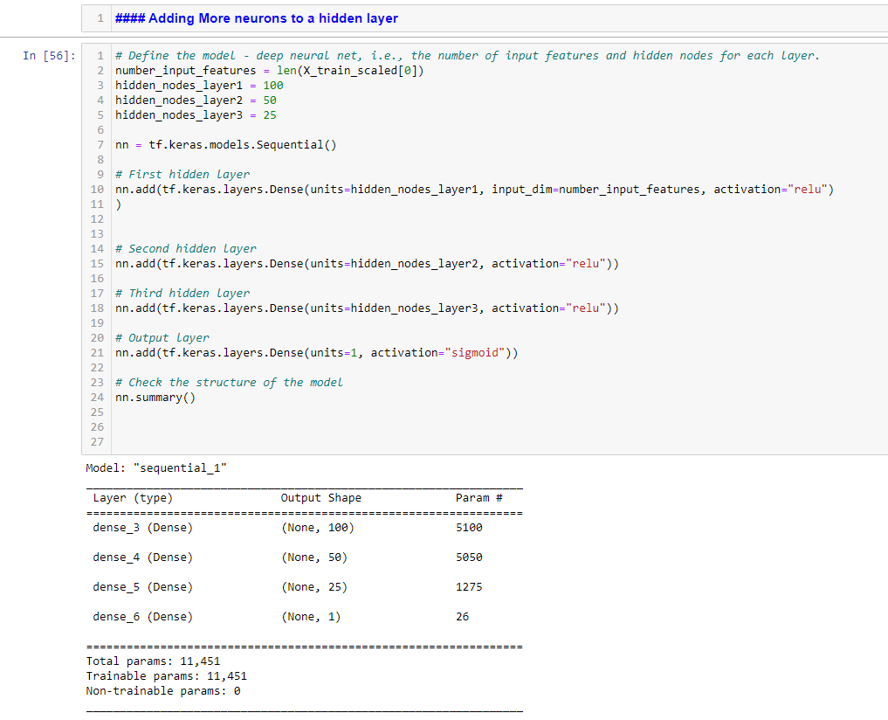 1 #### Adding More neurons to a hidden layer
In [56]:
1 # Define the model - deep neural net, i.e., the number of input features and hidden nodes for each layer.
2 number_input_features = len(X_train_scaled[0])
3 hidden_nodes_layer1 = 100
4 hidden_nodes_layer2 = 50
5 hidden_nodes_layer3 = 25
6
7 nn = tf.keras.models.Sequential()
8
9 # First hidden layer
10 nn.add(tf.keras.layers.Dense(units=hidden_nodes_layer1, input_dim=number_input_features, activation="relu")
11 )
12
13
14 # Second hidden layer
15 nn.add(tf.keras.layers.Dense(units=hidden_nodes_layer2, activation="relu"))
16
17 # Third hidden layer
18 nn.add(tf.keras.layers.Dense(units=hidden_nodes_layer3, activation="relu"))
19
20 # Output layer
21 nn.add(tf.keras.layers.Dense(units=1, activation="sigmoid"))
22
23 # Check the structure of the model
24 nn.summary()
25
26
27
Model: "sequential_1"
_________________________________________________________________
Layer (type) Output Shape Param #
=================================================================
dense_3 (Dense) (None, 100) 5100
dense_4 (Dense) (None, 50) 5050
dense_5 (Dense) (None, 25) 1275
dense_6 (Dense) (None, 1) 26
=================================================================
Total params: 11,451
Trainable params: 11,451
Non-trainable params: 0
_________________________________________________________________